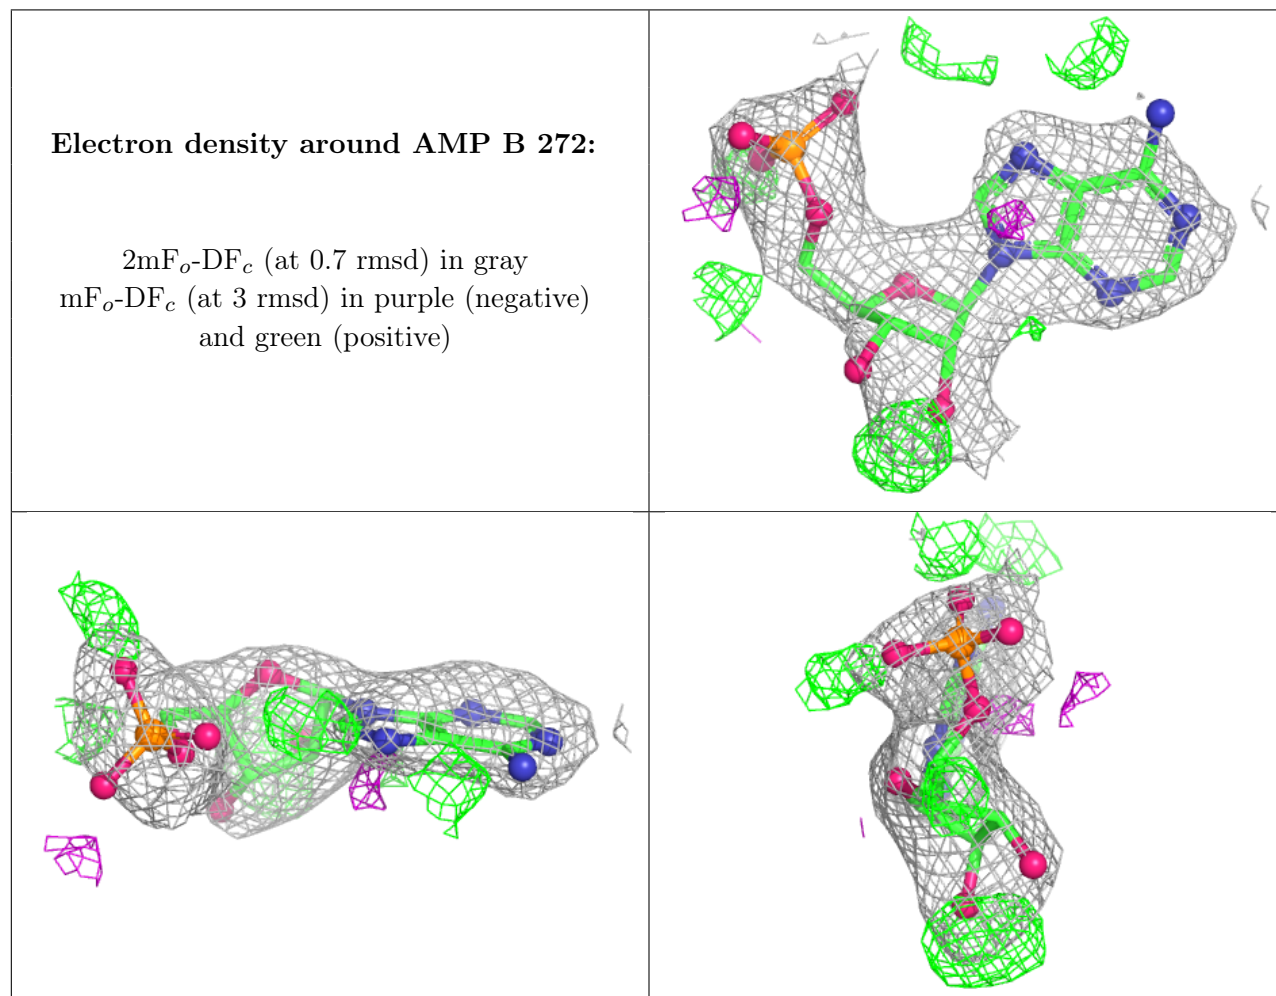 Electron density around AMP B 272:
2mFo-DFc (at 0.7 rmsd) in gray
mFo-DFc (at 3 rmsd) in purple (negative)
and green (positive)